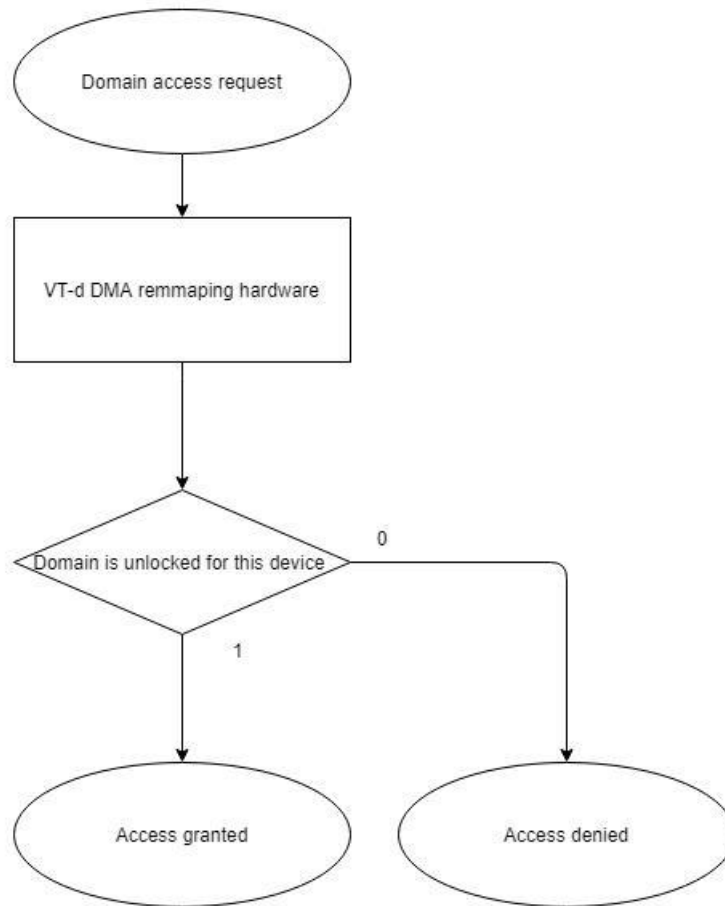 Domain access request
VT-d DMA remmaping hardware
Domain is unlocked for this device
0
1
Access granted
Access denied